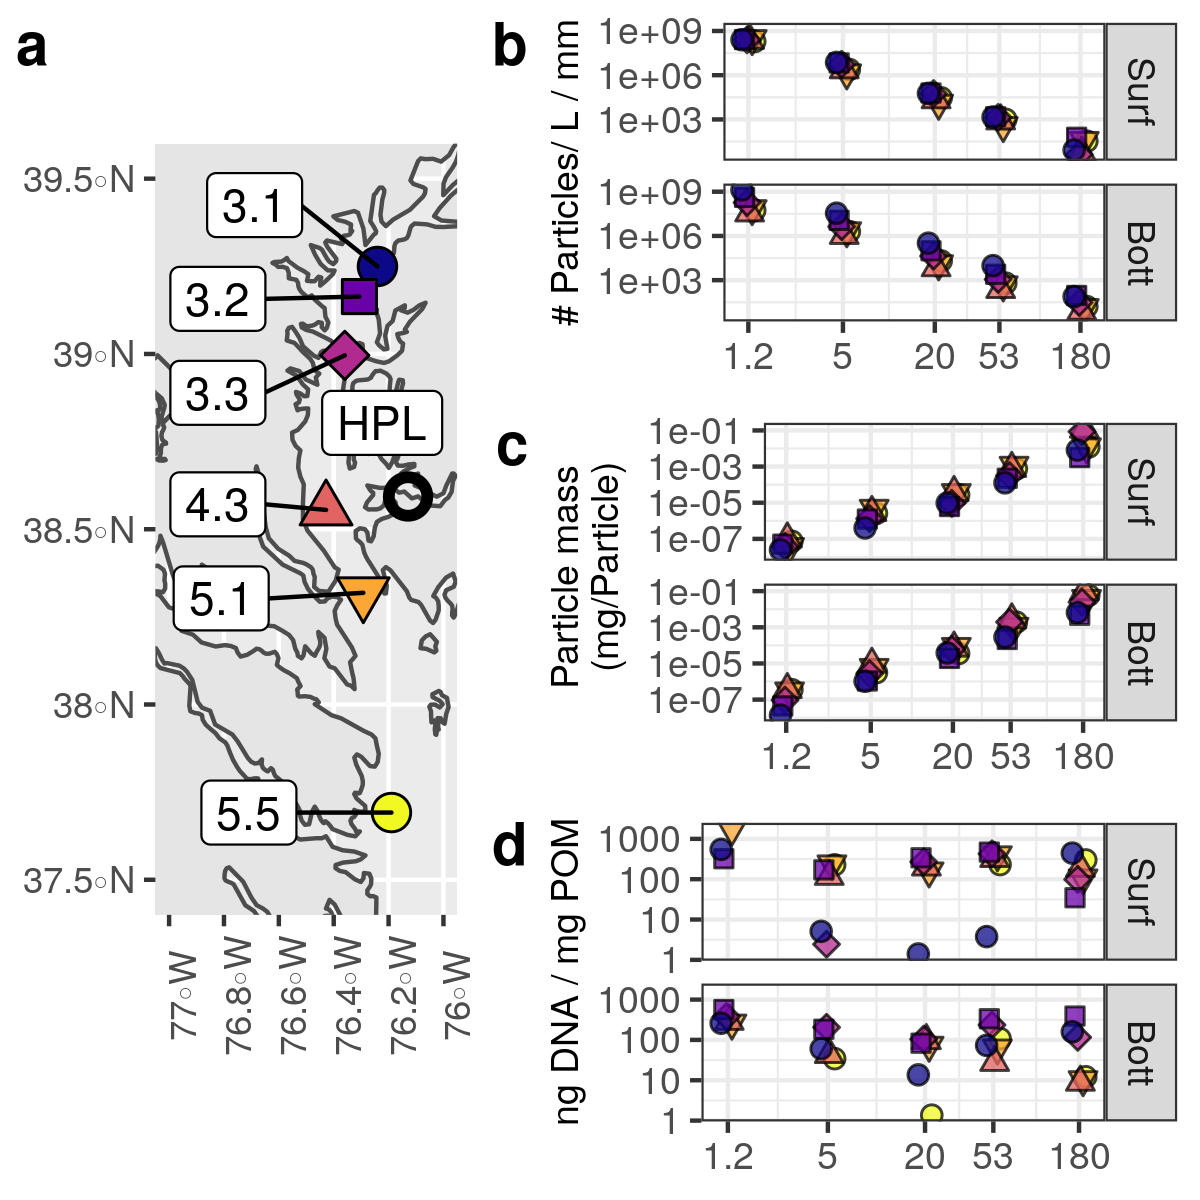 a
39.5°N
39°N
38.5°N
38°N
37.5°N
3.1
3.2
3.3
HPL
4.3
5.1
5.5
77°W
76.8°W
76.6°W
76.4°W
76.2°W
76°W
b
# Particles/ L / mm
1e+09
1e+06
1e+03
Surf
1e+09
1e+06
1e+03
Bott
1.2 5 20 53 180
c
Particle mass
(mg/Particle)
1e-01
1e-03
1e-05
1e-07
Surf
1e-01
1e-03
1e-05
1e-07
Bott
1.2 5 20 53 180
d
ng DNA / mg POM
1000
100
10
1
Surf
1000
100
10
1
Bott
1.2 5 20 53 180